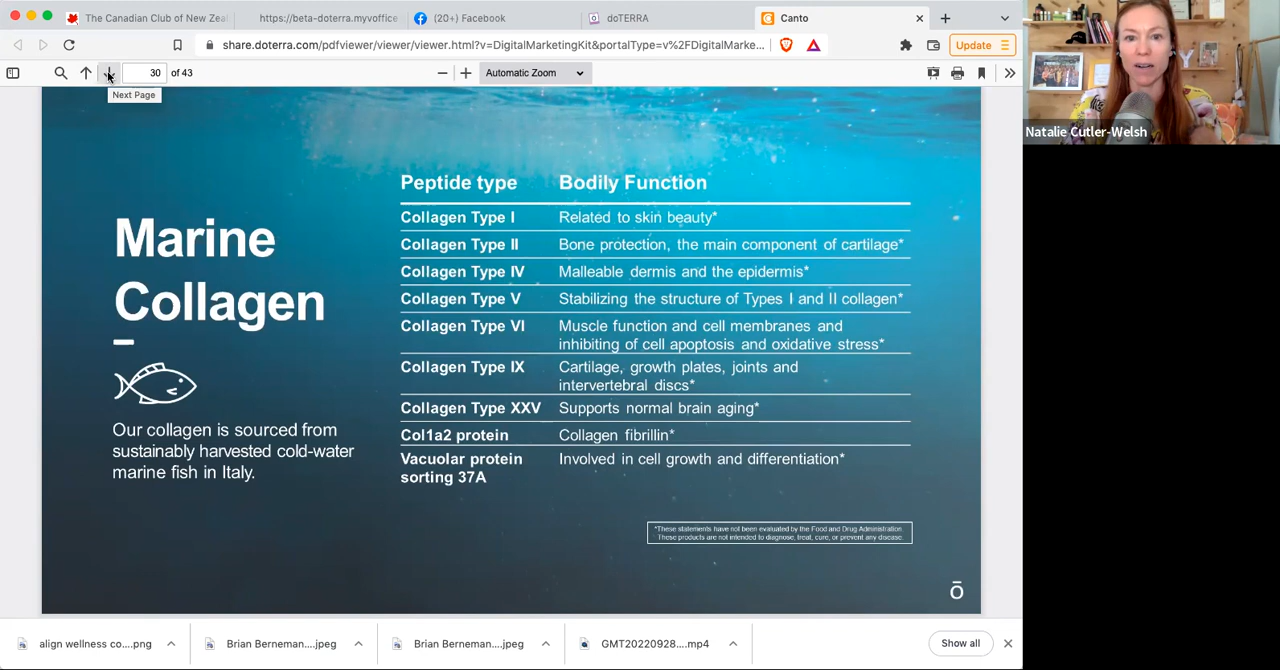 The Canadian Club of New Zeal
https://beta-doterra.myvoffice
(20+) Facebook
doTERRA
Canto
share.doterra.com/pdfviewer/viewer/viewer.html?v=DigitalMarketingKit&portalType=v%2FDigitalMarke...
Update
30 of 43
Automatic Zoom
Next Page
Natalie Cutler-Welsh
Marine
Collagen
Our collagen is sourced from
sustainably harvested cold-water
marine fish in Italy.
Peptide type Bodily Function
Collagen Type I Related to skin beauty*
Collagen Type II Bone protection, the main component of cartilage*
Collagen Type IV Malleable dermis and the epidermis*
Collagen Type V Stabilizing the structure of Types I and II collagen*
Collagen Type VI Muscle function and cell membranes and
inhibiting of cell apoptosis and oxidative stress*
Collagen Type IX Cartilage, growth plates, joints and
intervertebral discs*
Collagen Type XXV Supports normal brain aging*
Col1a2 protein Collagen fibrillin*
Vacuolar protein Involved in cell growth and differentiation*
sorting 37A
*These statements have not been evaluated by the Food and Drug Administration.
These products are not intended to diagnose, treat, cure, or prevent any disease.
ō
align wellness co....png
Brian Berneman....jpeg
Brian Berneman....jpeg
GMT20220928....mp4
Show all